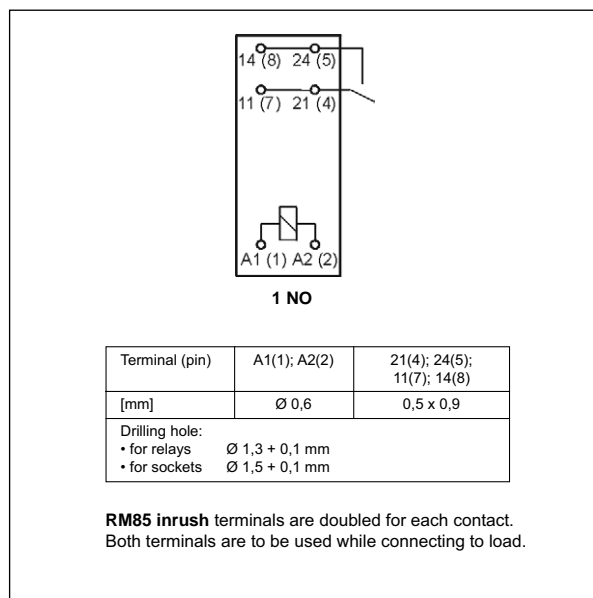 14 (8) 24 (5)
11 (7) 21 (4)
A1 (1) A2 (2)
1 NO
Terminal (pin) A1(1); A2(2) 21(4); 24(5);
11(7); 14(8)
[mm] Ø 0,6 0,5 x 0,9
Drilling hole:
• for relays Ø 1,3 + 0,1 mm
• for sockets Ø 1,5 + 0,1 mm
RM85 inrush terminals are doubled for each contact.
Both terminals are to be used while connecting to load.